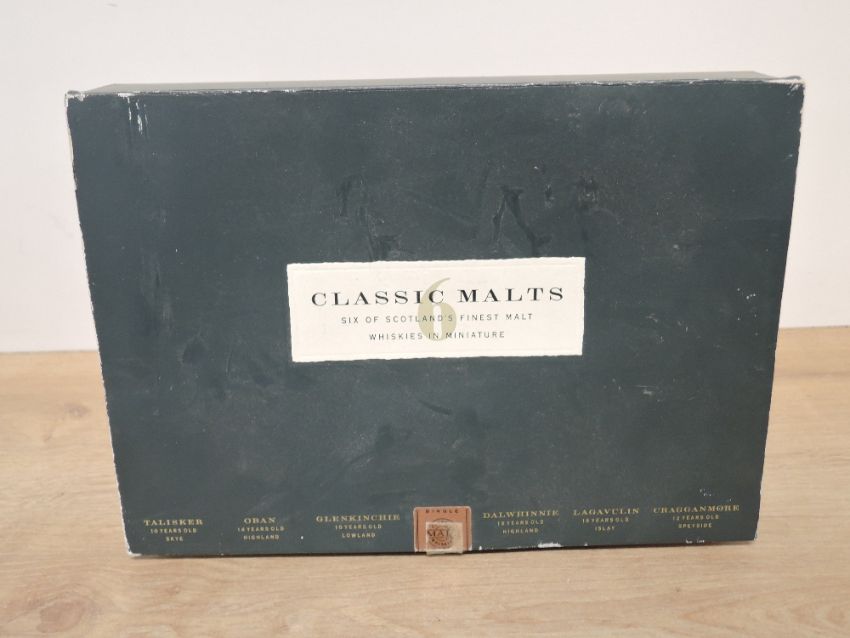 6
CLASSIC MALTS
SIX OF SCOTLAND'S FINEST MALT
WHISKIES IN MINIATURE
TALISKER
10 YEARS OLD
SKYE
OBAN
14 YEARS OLD
HIGHLAND
GLENKINCHIE
10 YEARS OLD
LOWLAND
SINGLE
DALWHINNIE
15 YEARS OLD
HIGHLAND
LAGAVULIN
16 YEARS OLD
ISLAY
CRAGGANMORE
12 YEARS OLD
SPEYSIDE